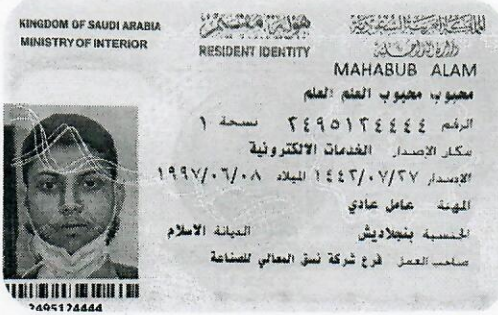 KINGDOM OF SAUDI ARABIA
MINISTRY OF INTERIOR
هوية مقيم
RESIDENT IDENTITY
المملكة العربية السعودية
وزارة الداخلية
MAHABUB ALAM
محبوب محبوب العلم العلم
الرقم ٢٤٩٥١٢٤٤٤٤ نسحة ١
مكان الإصدار الخدمات الالكترونية
الإصدار ١٤٤٢/٠٧/٢٧ الميلاد ١٩٩٧/٠٦/٠٨
المهنة عامل عادي
الجنسية بنجلاديش الديانة الاسلام
صاحب العمل فرع شركة نسق المعالي للصناعة
2495124444